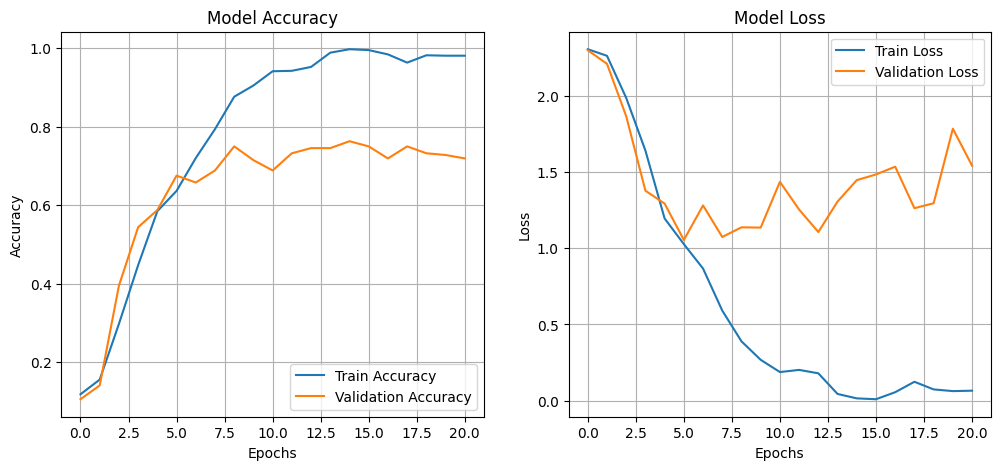 Model Accuracy
Accuracy
1.0
0.8
0.6
0.4
0.2
0.0 2.5 5.0 7.5 10.0 12.5 15.0 17.5 20.0
Epochs
Train Accuracy
Validation Accuracy
Model Loss
Loss
2.0
1.5
1.0
0.5
0.0
0.0 2.5 5.0 7.5 10.0 12.5 15.0 17.5 20.0
Epochs
Train Loss
Validation Loss